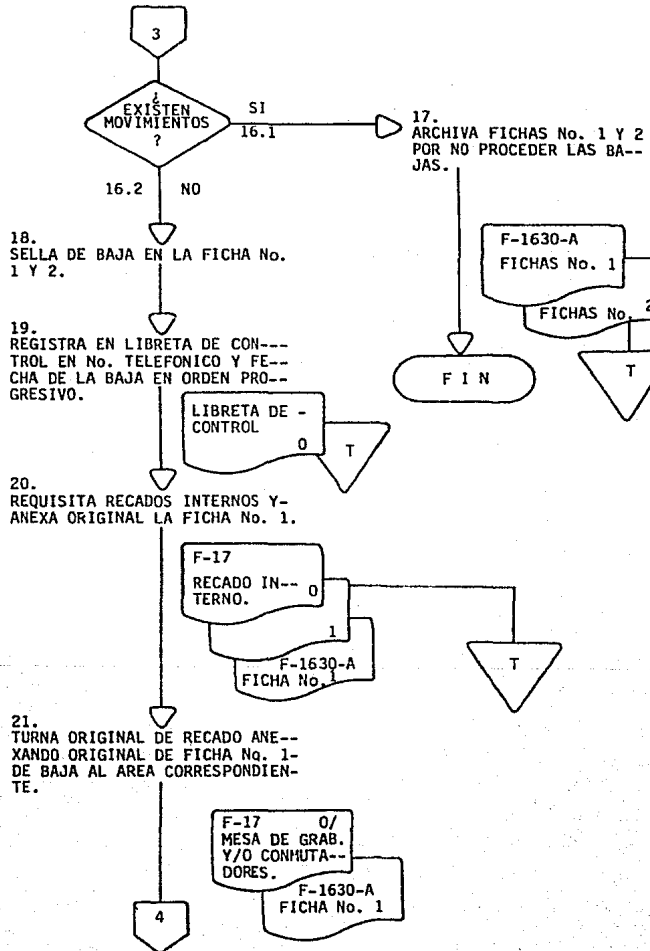 3
¿
EXISTEN
MOVIMIENTOS
?
SI
16.1
17.
ARCHIVA FICHAS No. 1 Y 2
POR NO PROCEDER LAS BA--
JAS.
16.2 NO
F-1630-A
FICHAS No. 1
FICHAS No. 2
T
F I N
18.
SELLA DE BAJA EN LA FICHA No.
1 Y 2.
19.
REGISTRA EN LIBRETA DE CON---
TROL EN No. TELEFONICO Y FE--
CHA DE LA BAJA EN ORDEN PRO--
GRESIVO.
LIBRETA DE -
CONTROL
0
T
20.
REQUISITA RECADOS INTERNOS Y-
ANEXA ORIGINAL LA FICHA No. 1.
F-17
RECADO IN--
TERNO.
0
1
F-1630-A
FICHA No. 1
T
21.
TURNA ORIGINAL DE RECADO ANE--
XANDO ORIGINAL DE FICHA No. 1-
DE BAJA AL AREA CORRESPONDIEN-
TE.
F-17 0/
MESA DE GRAB.
Y/O CONMUTA--
DORES.
F-1630-A
FICHA No. 1
4